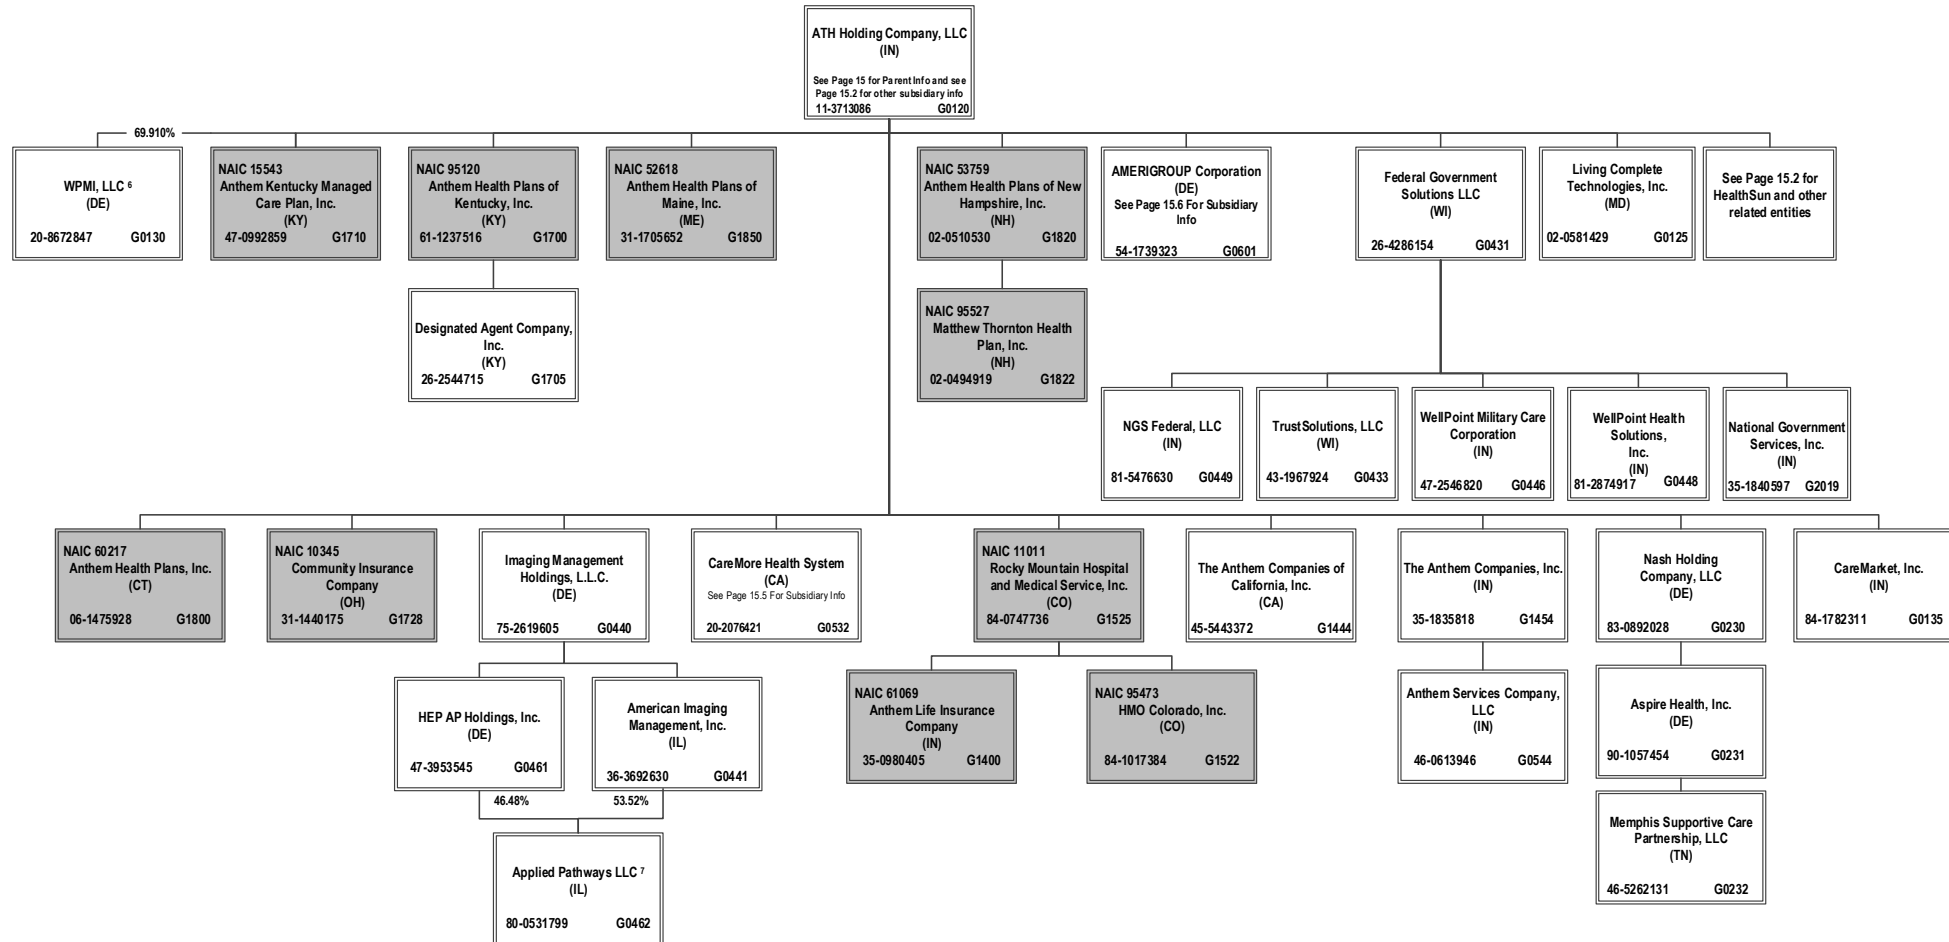 ATH Holding Company, LLC
(IN)
See Page 15 for Parent Info and see
Page 15.2 for other subsidiary info
11-3713086 G0120
69.910%
WPMI, LLC 6
(DE)
20-8672847 G0130
NAIC 15543
Anthem Kentucky Managed
Care Plan, Inc.
(KY)
47-0992859 G1710
NAIC 95120
Anthem Health Plans of
Kentucky, Inc.
(KY)
61-1237516 G1700
NAIC 52618
Anthem Health Plans of
Maine, Inc.
(ME)
31-1705652 G1850
NAIC 53759
Anthem Health Plans of New
Hampshire, Inc.
(NH)
02-0510530 G1820
AMERIGROUP Corporation
(DE)
See Page 15.6 For Subsidiary
Info
54-1739323 G0601
Federal Government
Solutions LLC
(WI)
26-4286154 G0431
Living Complete
Technologies, Inc.
(MD)
02-0581429 G0125
See Page 15.2 for
HealthSun and other
related entities
Designated Agent Company,
Inc.
(KY)
26-2544715 G1705
NAIC 95527
Matthew Thornton Health
Plan, Inc.
(NH)
02-0494919 G1822
NGS Federal, LLC
(IN)
81-5476630 G0449
TrustSolutions, LLC
(WI)
43-1967924 G0433
WellPoint Military Care
Corporation
(IN)
47-2546820 G0446
WellPoint Health
Solutions,
Inc.
(IN)
81-2874917 G0448
National Government
Services, Inc.
(IN)
35-1840597 G2019
NAIC 60217
Anthem Health Plans, Inc.
(CT)
06-1475928 G1800
NAIC 10345
Community Insurance
Company
(OH)
31-1440175 G1728
Imaging Management
Holdings, L.L.C.
(DE)
75-2619605 G0440
CareMore Health System
(CA)
See Page 15.5 For Subsidiary Info
20-2076421 G0532
NAIC 11011
Rocky Mountain Hospital
and Medical Service, Inc.
(CO)
84-0747736 G1525
The Anthem Companies of
California, Inc.
(CA)
45-5443372 G1444
The Anthem Companies, Inc.
(IN)
35-1835818 G1454
Nash Holding
Company, LLC
(DE)
83-0892028 G0230
CareMarket, Inc.
(IN)
84-1782311 G0135
HEP AP Holdings, Inc.
(DE)
47-3953545 G0461
American Imaging
Management, Inc.
(IL)
36-3692630 G0441
NAIC 61069
Anthem Life Insurance
Company
(IN)
35-0980405 G1400
NAIC 95473
HMO Colorado, Inc.
(CO)
84-1017384 G1522
Anthem Services Company,
LLC
(IN)
46-0613946 G0544
Aspire Health, Inc.
(DE)
90-1057454 G0231
46.48% 53.52%
Applied Pathways LLC 7
(IL)
80-0531799 G0462
Memphis Supportive Care
Partnership, LLC
(TN)
46-5262131 G0232